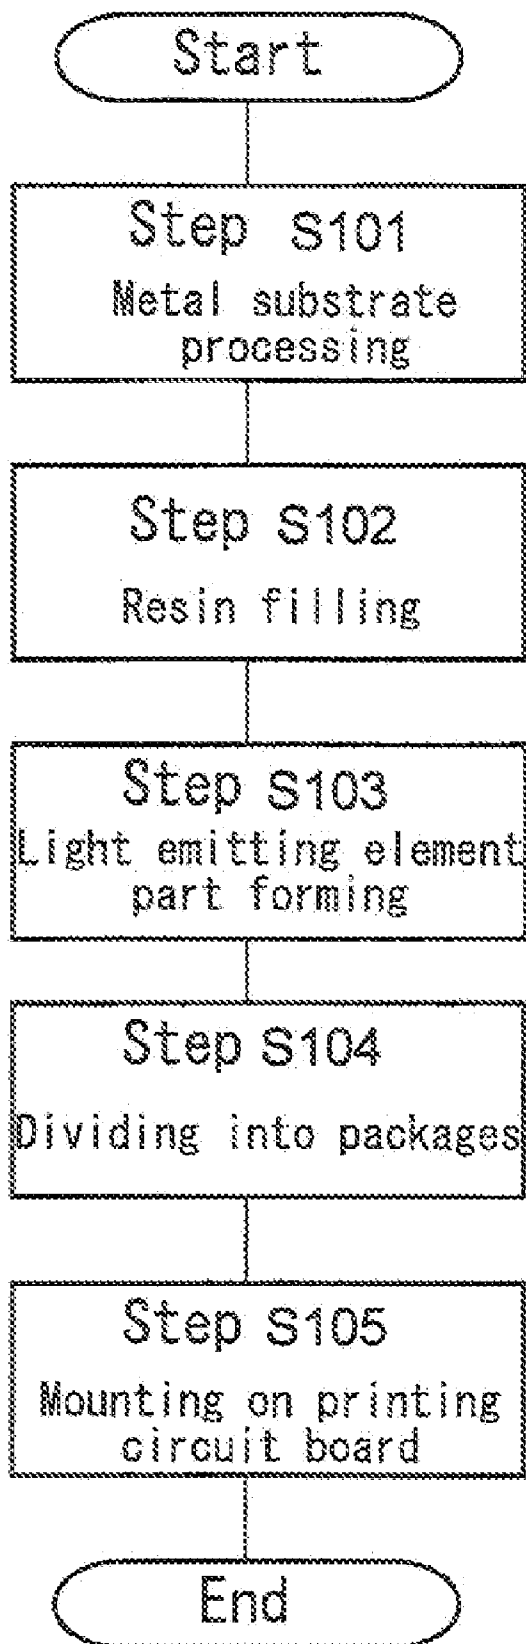 Start
Step S101
Metal substrate
processing
Step S102
Resin filling
Step S103
Light emitting element
part forming
Step S104
Dividing into packages
Step S105
Mounting on printing
circuit board
End